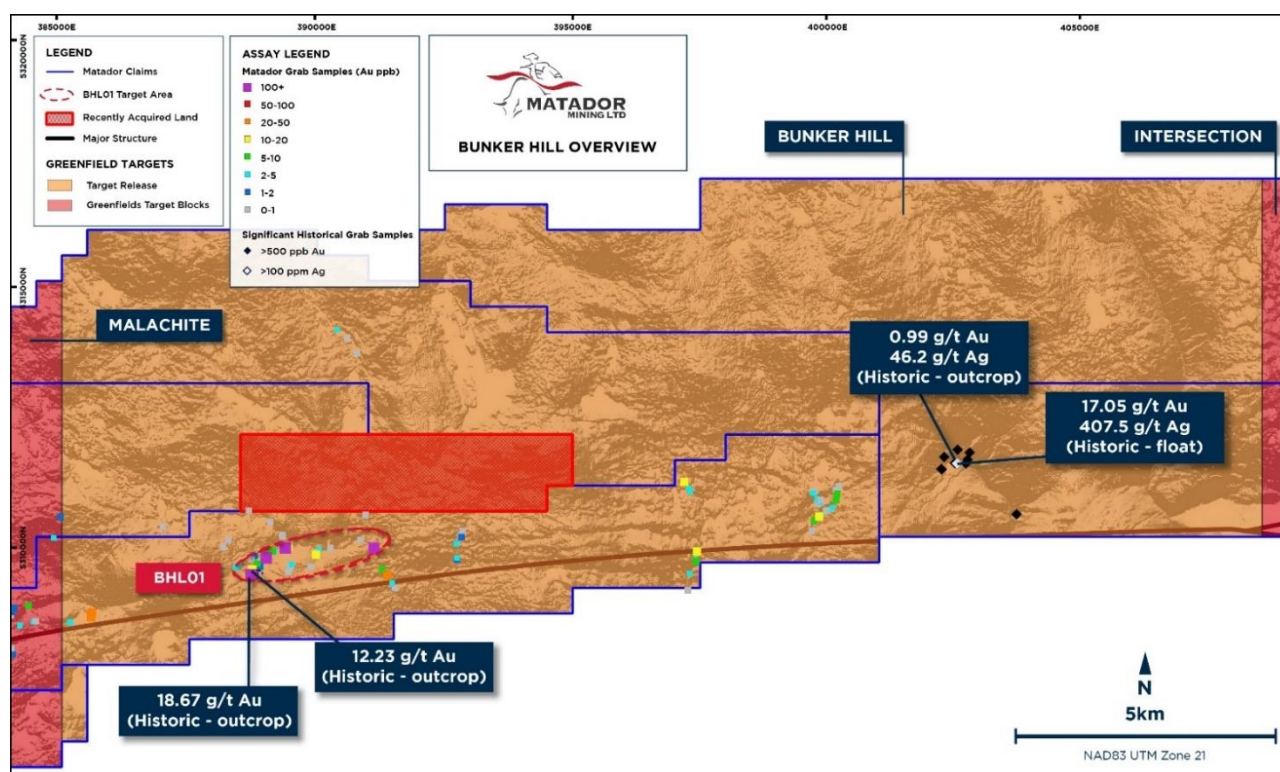 385000E
390000E
395000E
400000E
405000E
5320000N
5315000N
5310000N
LEGEND
Matador Claims
BHL01 Target Area
Recently Acquired Land
Major Structure
GREENFIELD TARGETS
Target Release
Greenfields Target Blocks
ASSAY LEGEND
Matador Grab Samples (Au ppb)
100+
50-100
20-50
10-20
5-10
2-5
1-2
0-1
Significant Historical Grab Samples
>500 ppb Au
>100 ppm Ag
MATADOR
MINING LTD
BUNKER HILL OVERVIEW
BUNKER HILL
INTERSECTION
MALACHITE
0.99 g/t Au
46.2 g/t Ag
(Historic - outcrop)
17.05 g/t Au
407.5 g/t Ag
(Historic - float)
BHL01
12.23 g/t Au
(Historic - outcrop)
18.67 g/t Au
(Historic - outcrop)
N
5km
NAD83 UTM Zone 21